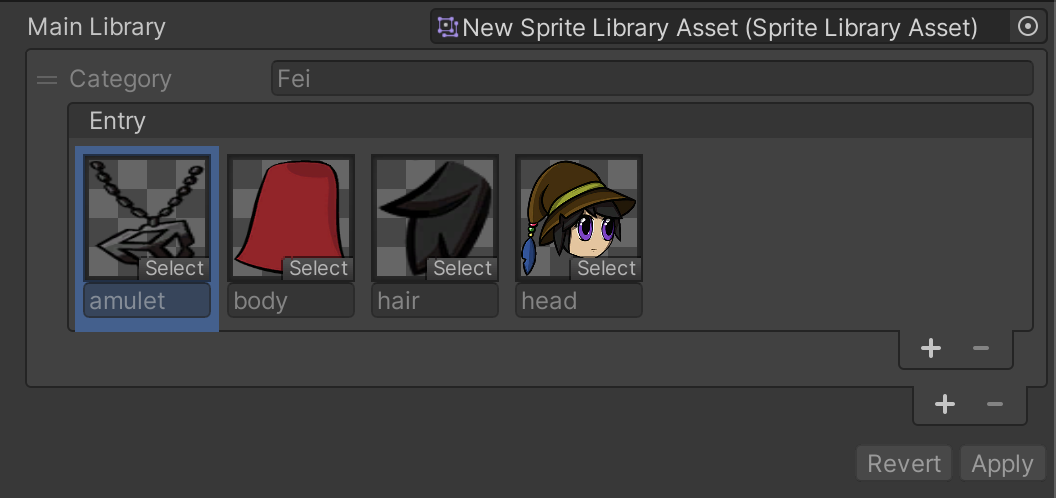 Main Library
New Sprite Library Asset (Sprite Library Asset)
Category
Fei
Entry
Select Select Select Select
amulet body hair head
Revert Apply